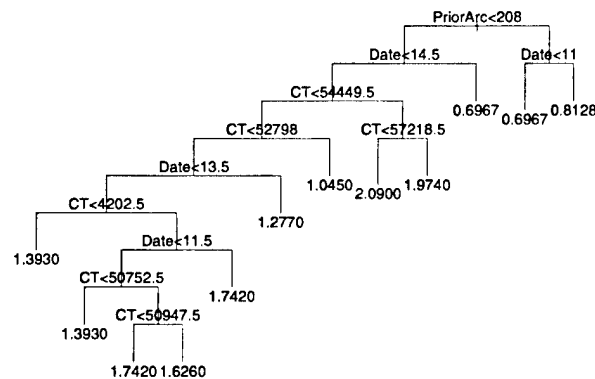 PriorArc<208
Date<14.5
Date<11
CT<54449.5
0.6967
0.6967
0.8128
CT<52798
CT<57218.5
Date<13.5
1.0450
2.0900
1.9740
CT<4202.5
1.2770
Date<11.5
1.3930
CT<50752.5
1.7420
CT<50947.5
1.3930
1.7420
1.6260